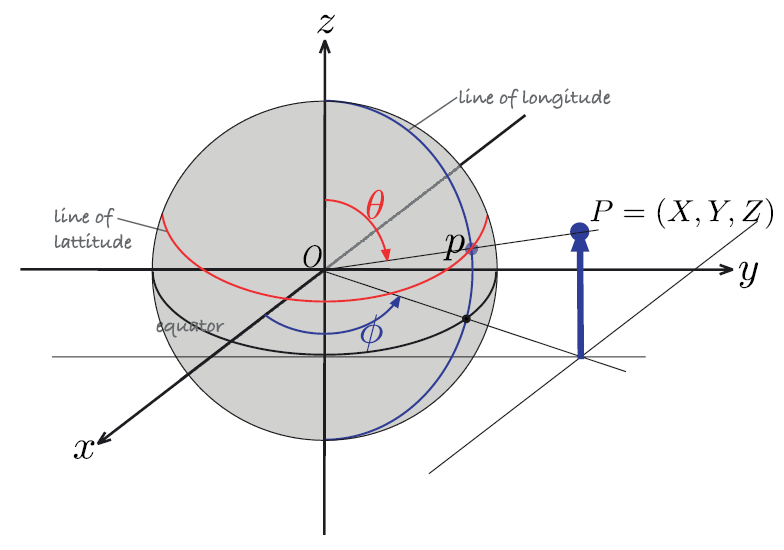 z
line of longitude
θ
P = (X, Y, Z)
line of
lattitude
p
O
y
equator
ϕ
x